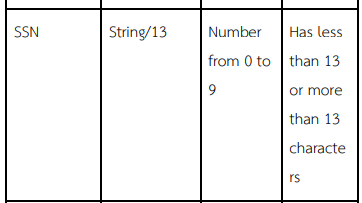 SSN
String/13
Number
from 0 to
9
Has less
than 13
or more
than 13
characte
rs